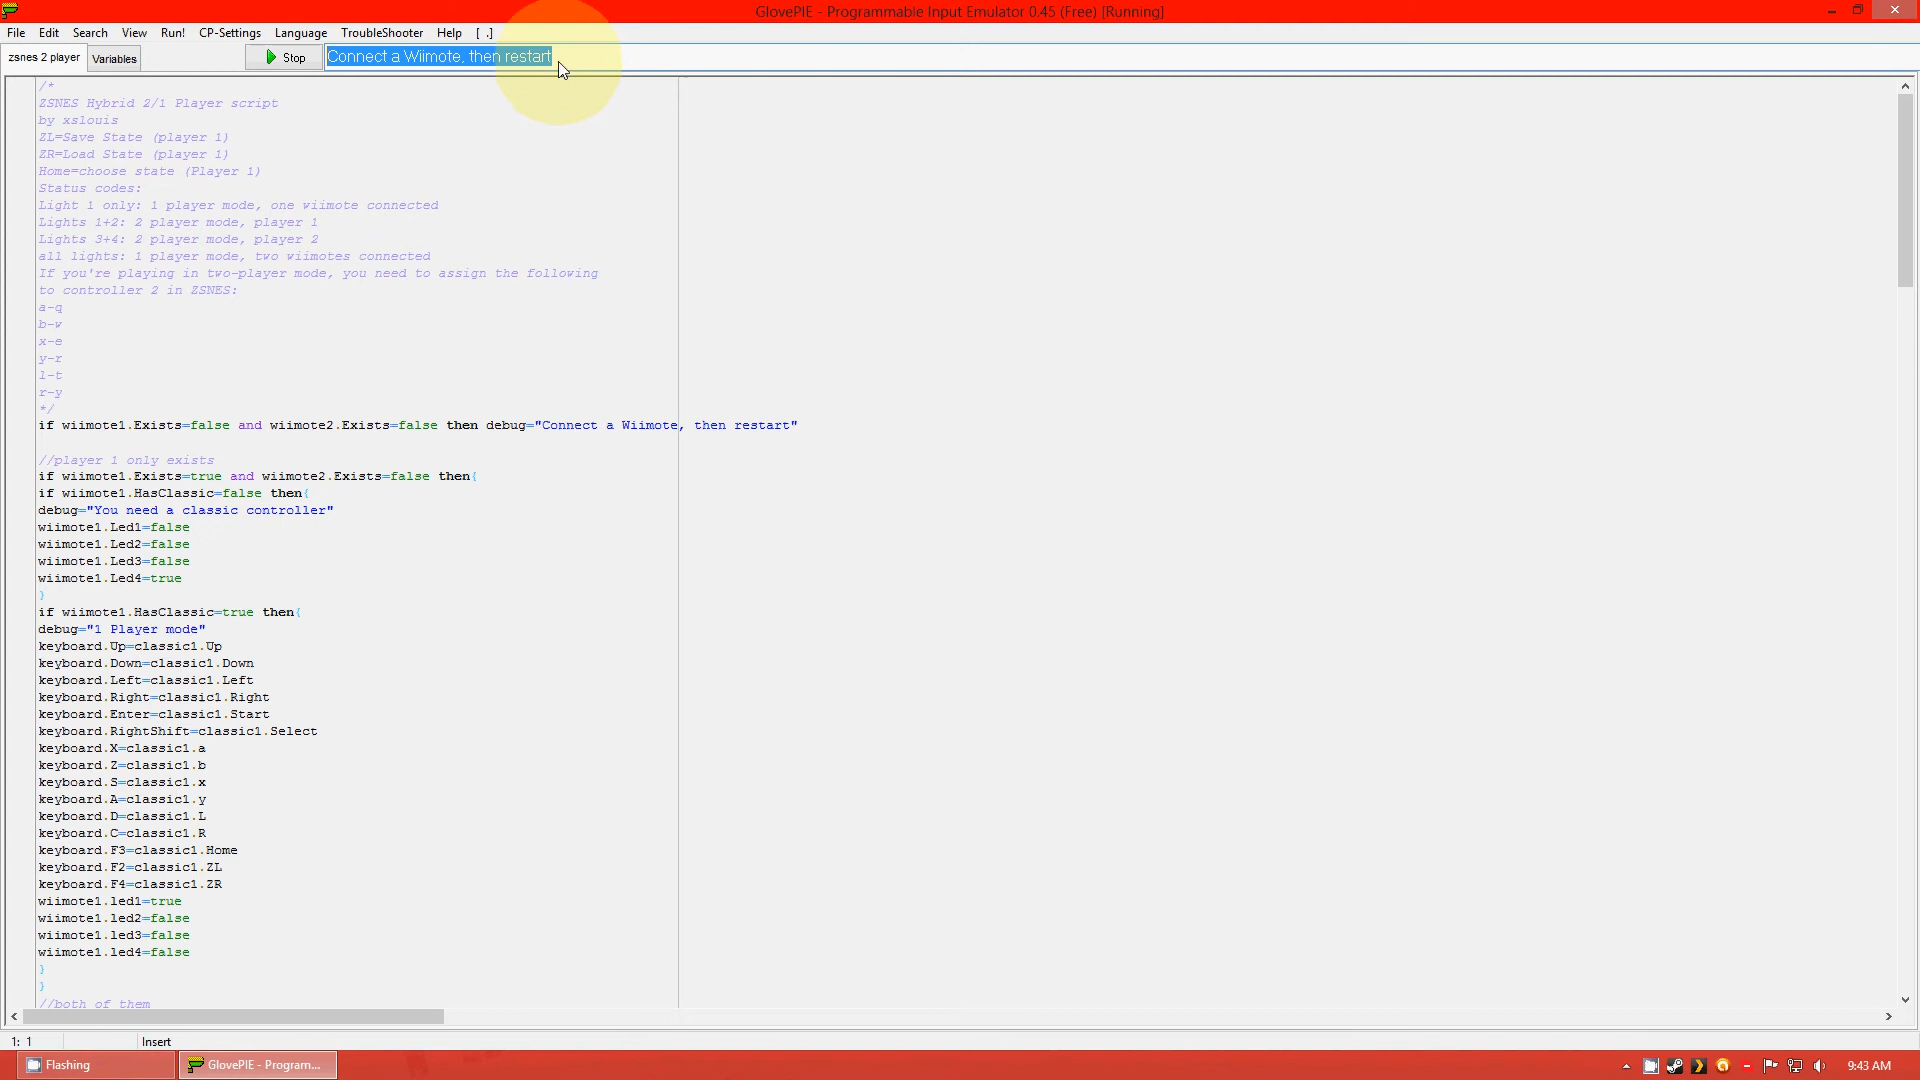 GlovePIE - Programmable Input Emulator 0.45 (Free) [Running]
File Edit Search View Run! CP-Settings Language TroubleShooter Help [ .]
zsnes 2 player Variables Stop Connect a Wiimote, then restart
/*
ZSNES Hybrid 2/1 Player script
by xslouis
ZL=Save State (player 1)
ZR=Load State (player 1)
Home=choose state (Player 1)
Status codes:
Light 1 only: 1 player mode, one wiimote connected
Lights 1+2: 2 player mode, player 1
Lights 3+4: 2 player mode, player 2
all lights: 1 player mode, two wiimotes connected
If you're playing in two-player mode, you need to assign the following
to controller 2 in ZSNES:
a-q
b-w
x-e
y-r
l-t
r-y
*/
if wiimote1.Exists=false and wiimote2.Exists=false then debug="Connect a Wiimote, then restart"
//player 1 only exists
if wiimote1.Exists=true and wiimote2.Exists=false then{
if wiimote1.HasClassic=false then{
debug="You need a classic controller"
wiimote1.Led1=false
wiimote1.Led2=false
wiimote1.Led3=false
wiimote1.Led4=true
}
if wiimote1.HasClassic=true then{
debug="1 Player mode"
keyboard.Up=classic1.Up
keyboard.Down=classic1.Down
keyboard.Left=classic1.Left
keyboard.Right=classic1.Right
keyboard.Enter=classic1.Start
keyboard.RightShift=classic1.Select
keyboard.X=classic1.a
keyboard.Z=classic1.b
keyboard.S=classic1.x
keyboard.A=classic1.y
keyboard.D=classic1.L
keyboard.C=classic1.R
keyboard.F3=classic1.Home
keyboard.F2=classic1.ZL
keyboard.F4=classic1.ZR
wiimote1.led1=true
wiimote1.led2=false
wiimote1.led3=false
wiimote1.led4=false
}
}
//both of them
1: 1 Insert
Flashing GlovePIE - Program... 9:43 AM